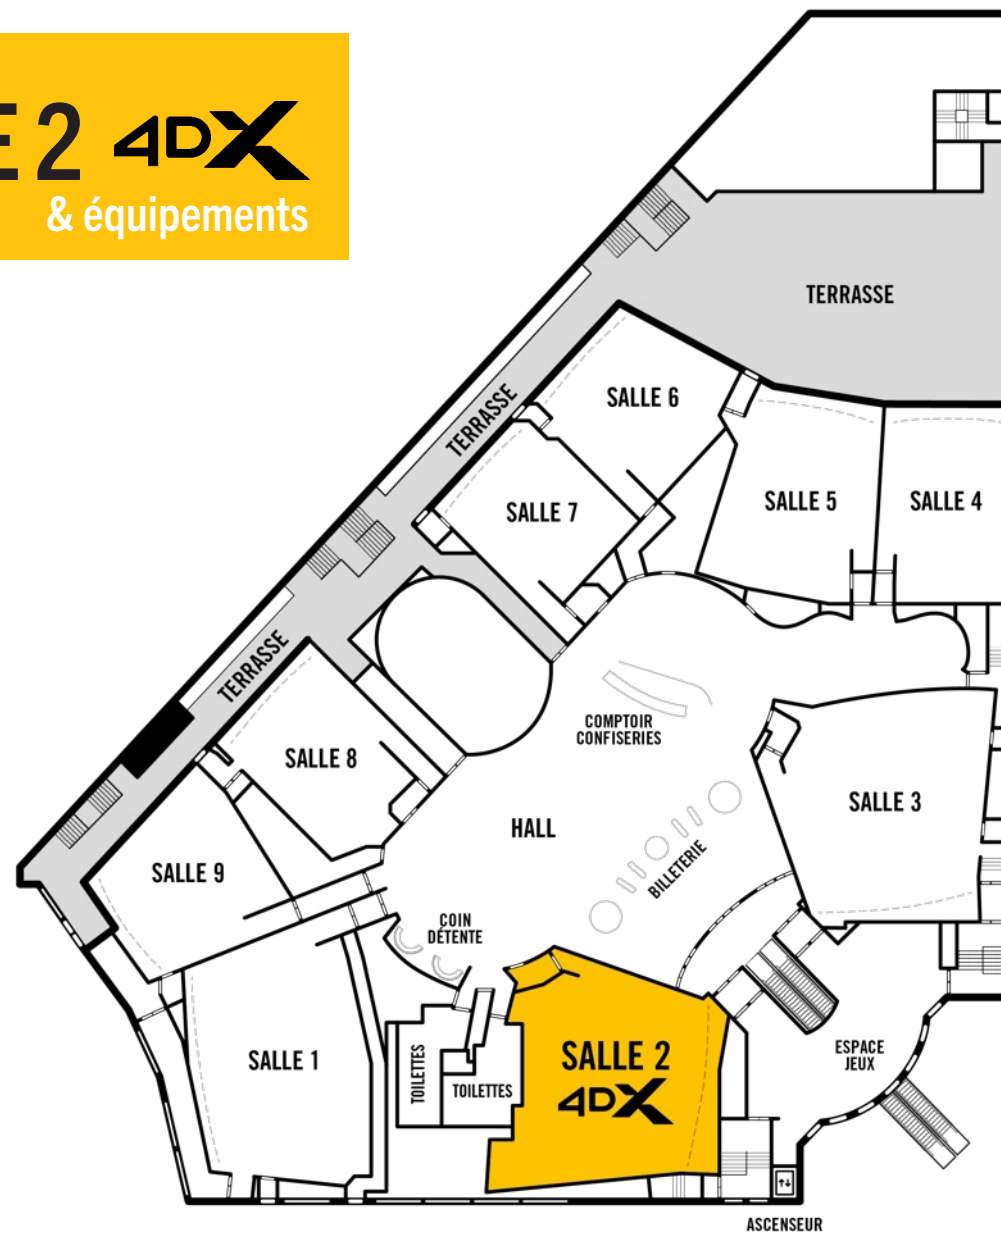 E 2 4DX
& équipements
TERRASSE
SALLE 6
TERRASSE
SALLE 5
SALLE 4
SALLE 7
TERRASSE
COMPTOIR
CONFISERIES
SALLE 8
SALLE 3
HALL
BILLETERIE
SALLE 9
COIN
DÉTENTE
SALLE 1
TOILETTES
TOILETTES
SALLE 2
4DX
ESPACE
JEUX
ASCENSEUR